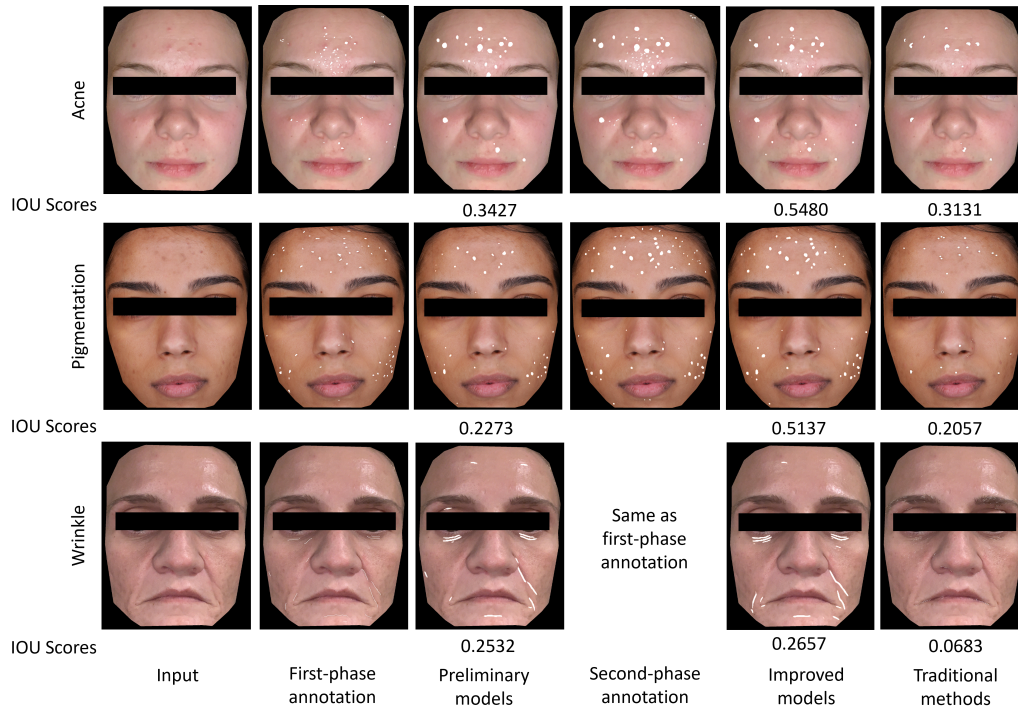 Acne
IOU Scores
0.3427
0.5480
0.3131
Pigmentation
IOU Scores
0.2273
0.5137
0.2057
Wrinkle
Same as
first-phase
annotation
IOU Scores
0.2532
0.2657
0.0683
Input
First-phase
annotation
Preliminary
models
Second-phase
annotation
Improved
models
Traditional
methods